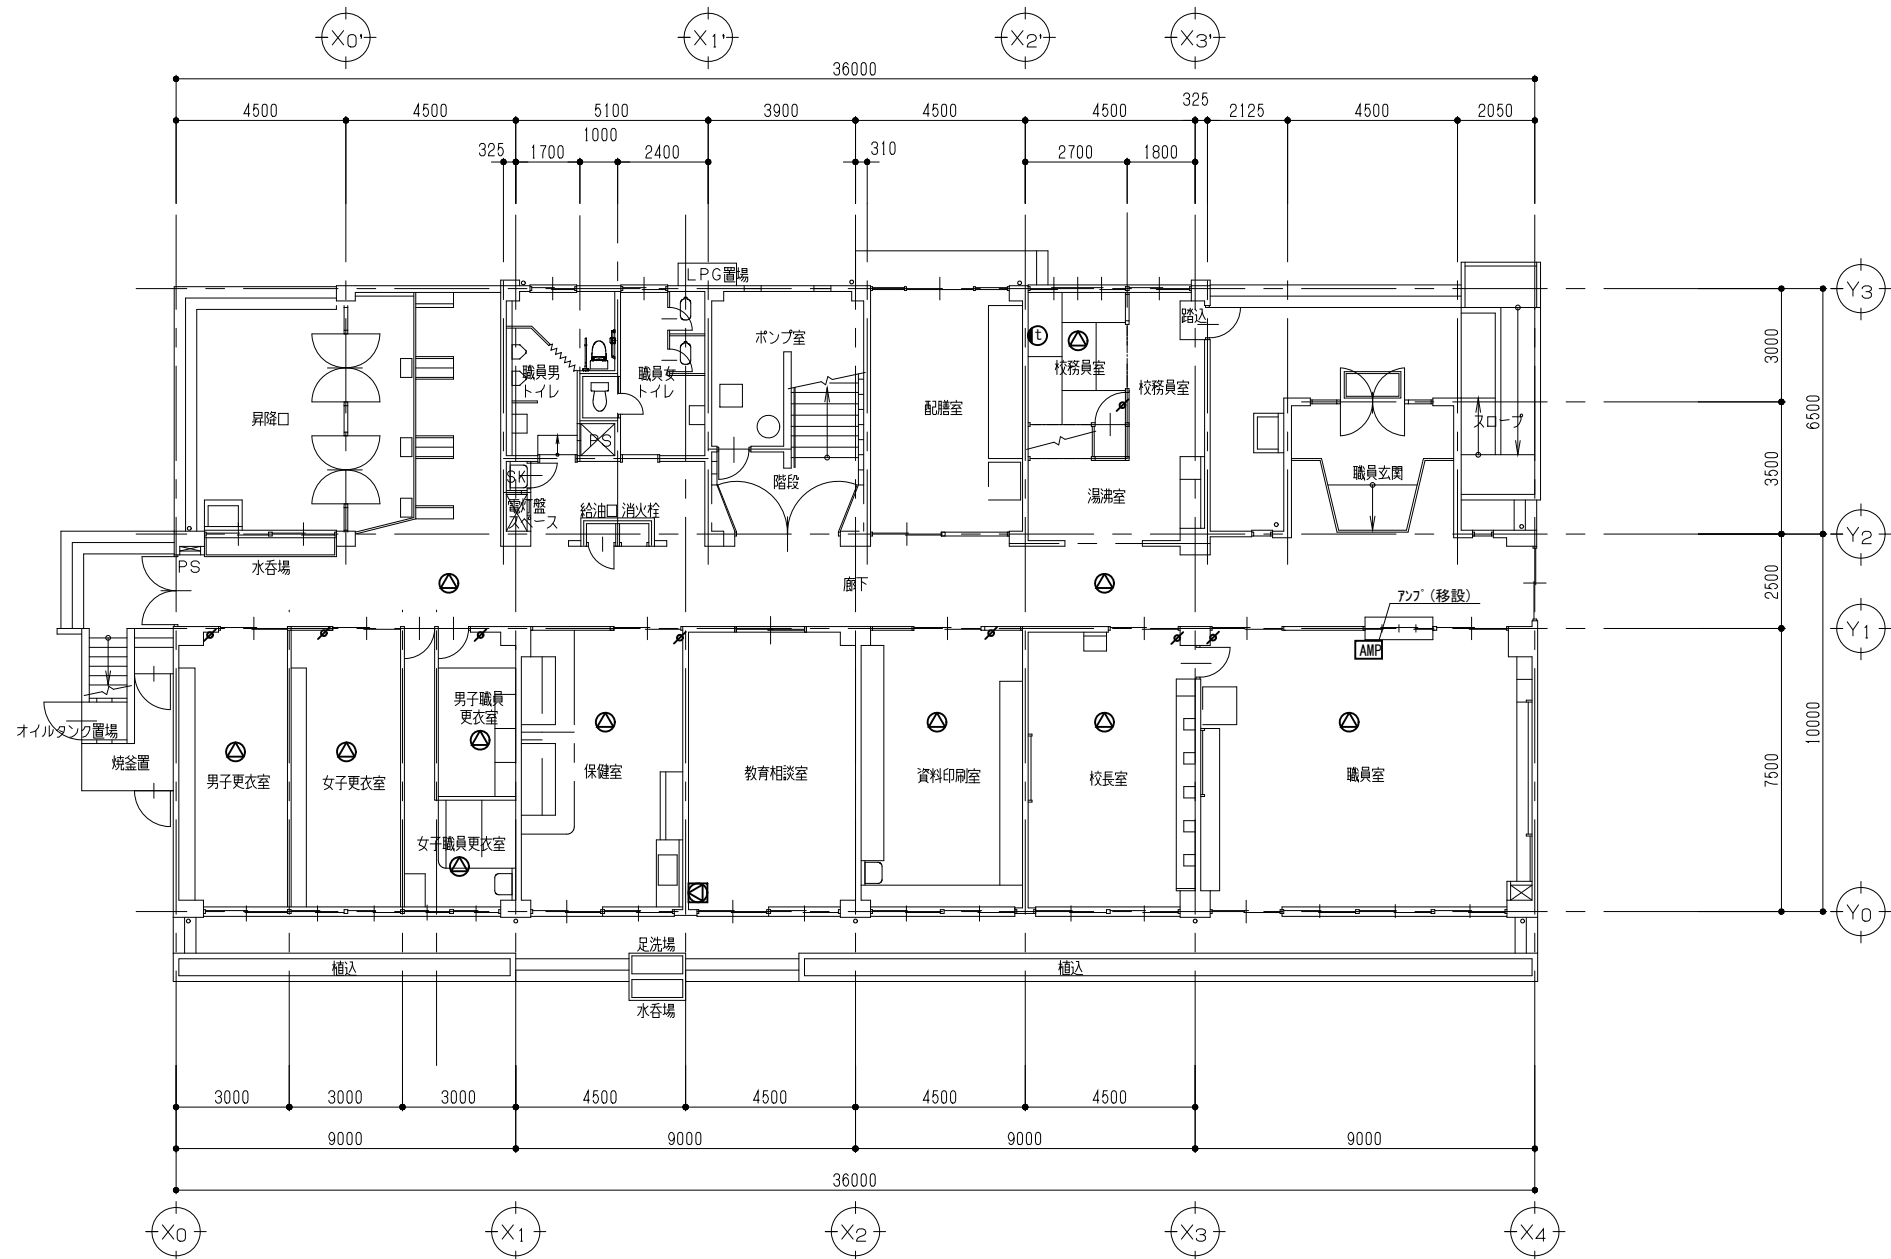 X0'
X1'
X2'
X3'
36000
4500
4500
5100
3900
4500
4500
325
2125
4500
2050
325
1700
1000
2400
310
2700
1800
LPG置場
Y3
踏込
ポンプ室
t
校務員室
校務員室
職員男
トイレ
職員女
トイレ
3000
配膳室
昇降口
6500
スロープ
PS
職員玄関
3500
SK
階段
湯沸室
電灯盤
スペース
給油口
消火栓
Y2
PS
水呑場
廊下
2500
アンプ(移設)
Y1
AMP
オイルタンク置場
焼釜置
男子職員
更衣室
男子更衣室
女子更衣室
保健室
教育相談室
資料印刷室
校長室
職員室
10000
7500
女子職員更衣室
Y0
足洗場
植込
植込
水呑場
3000
3000
3000
4500
4500
4500
4500
9000
9000
9000
9000
36000
X0
X1
X2
X3
X4